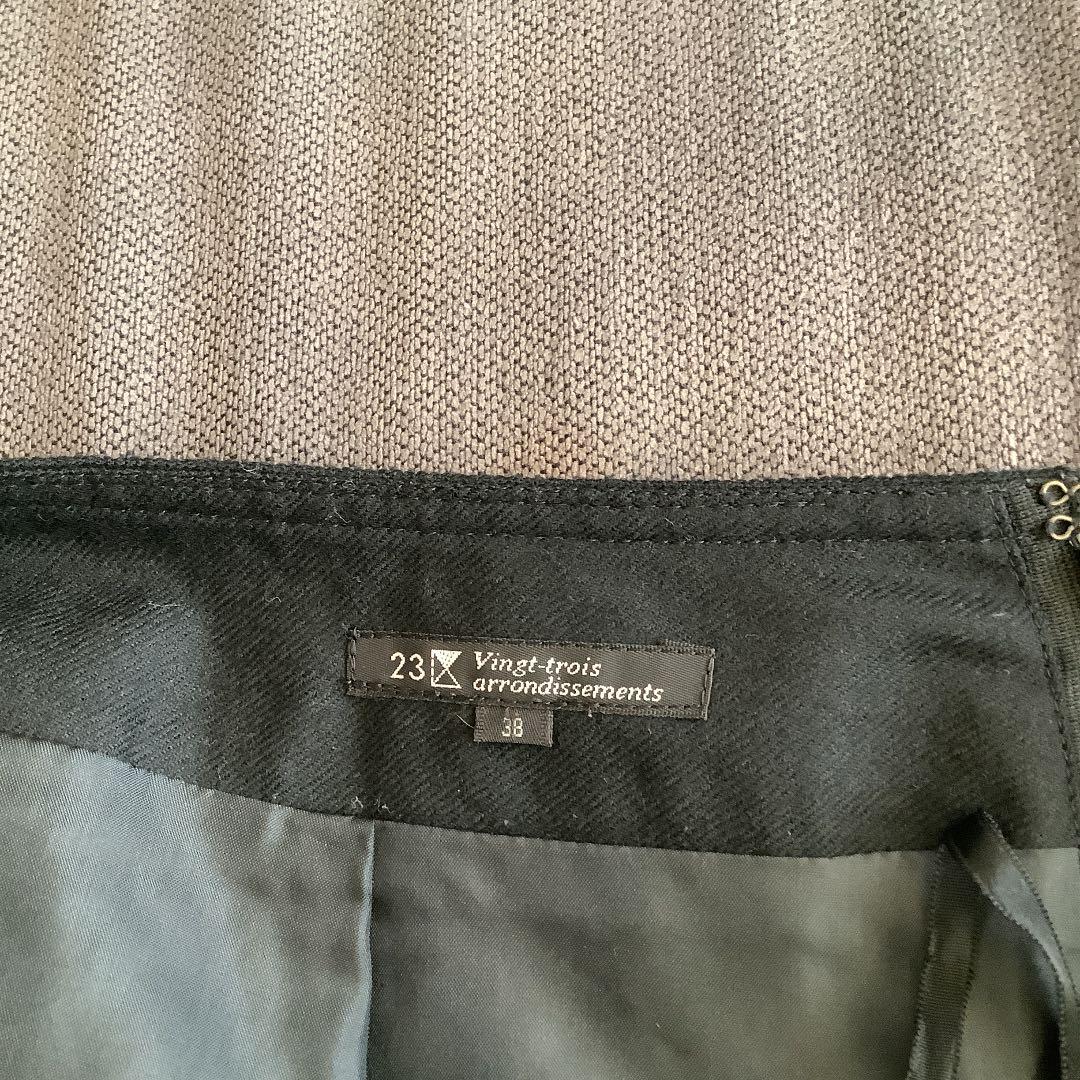 23 Vingt-trois
arrondissements
38